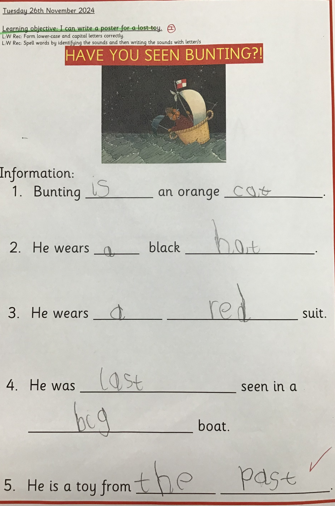 Tuesday 26th November 2024
Learning objective: I can write a poster for a lost toy.
L.W Rec: Form lower-case and capital letters correctly
L.W Rec: Spell words by identifying the sounds and then writing the sounds with letter/s
HAVE YOU SEEN BUNTING?!
Information:
1. Bunting is an orange cat.
2. He wears a black hat.
3. He wears a red suit.
4. He was last seen in a
big boat.
5. He is a toy from the past.